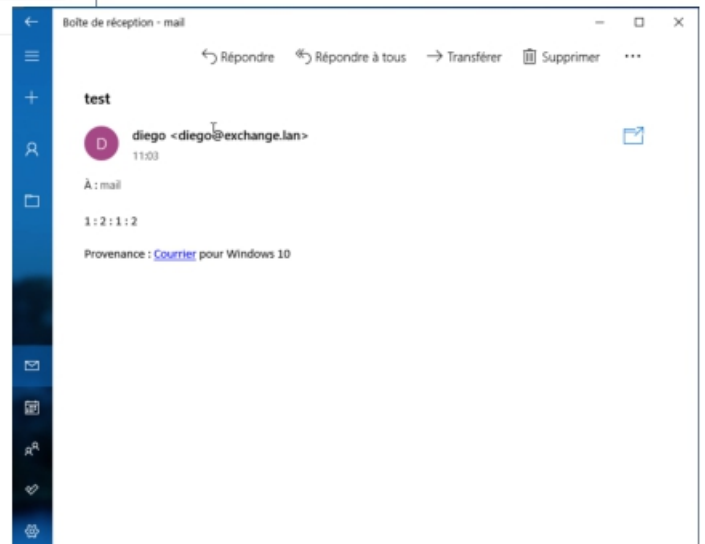 Boîte de réception - mail
Répondre Répondre à tous Transférer Supprimer ...
test
D
diego <diego@exchange.lan>
11:03
À : mail
1 : 2 : 1 : 2
Provenance : Courrier pour Windows 10